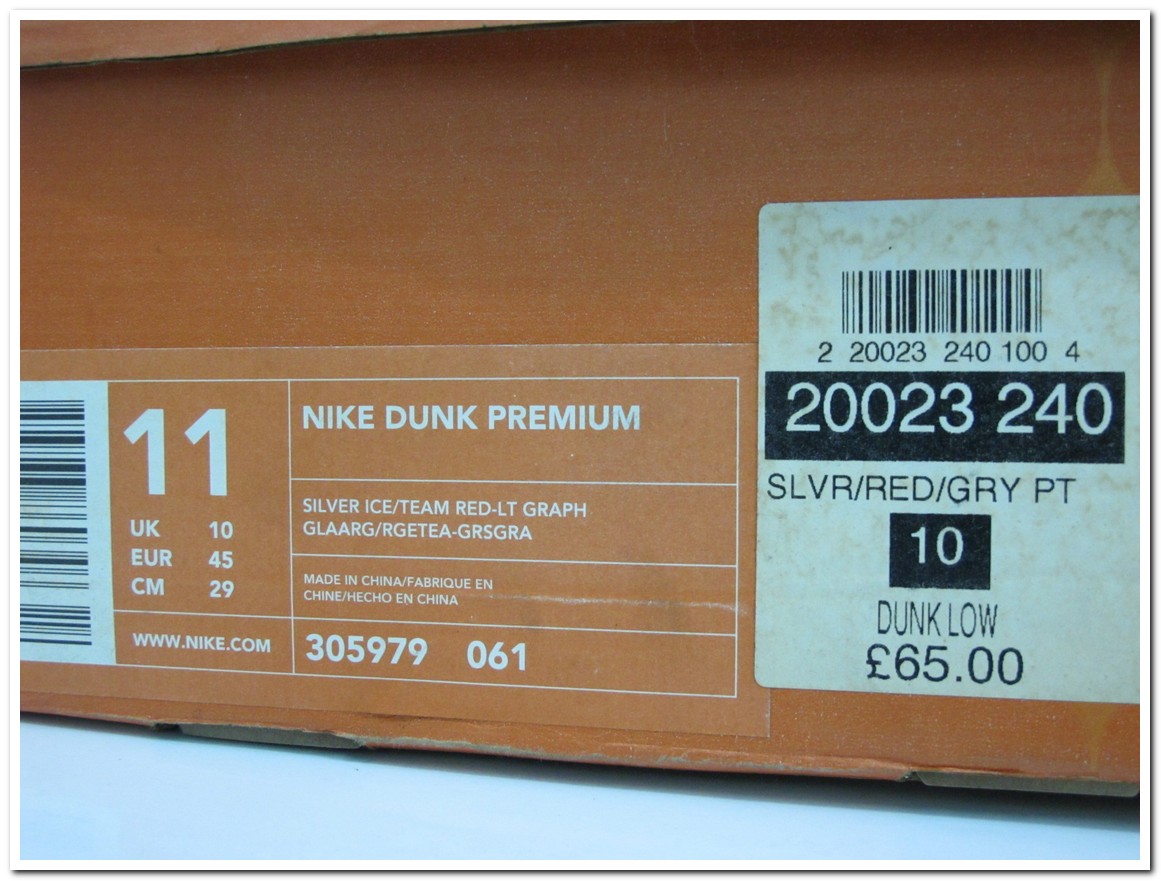 11
UK 10
EUR 45
CM 29
WWW.NIKE.COM
NIKE DUNK PREMIUM
SILVER ICE/TEAM RED-LT GRAPH
GLAARG/RGETEA-GRSGRA
MADE IN CHINA/FABRIQUE EN
CHINE/HECHO EN CHINA
305979 061
2 20023 240 100 4
20023 240
SLVR/RED/GRY PT
10
DUNK LOW
£65.00